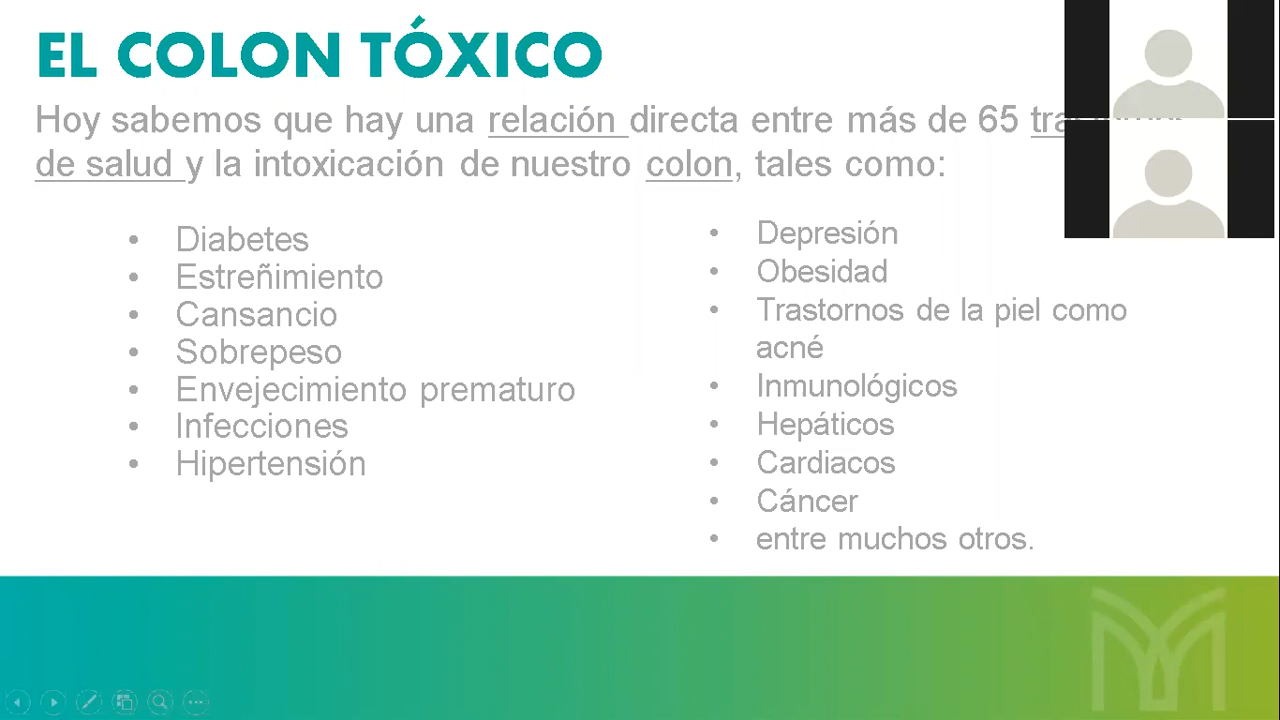 EL COLON TÓXICO
Hoy sabemos que hay una relación directa entre más de 65
de salud y la intoxicación de nuestro colon, tales como:
• Diabetes
• Estreñimiento
• Cansancio
• Sobrepeso
• Envejecimiento prematuro
• Infecciones
• Hipertensión
• Depresión
• Obesidad
• Trastornos de la piel como
acné
• Inmunológicos
• Hepáticos
• Cardiacos
• Cáncer
• entre muchos otros.